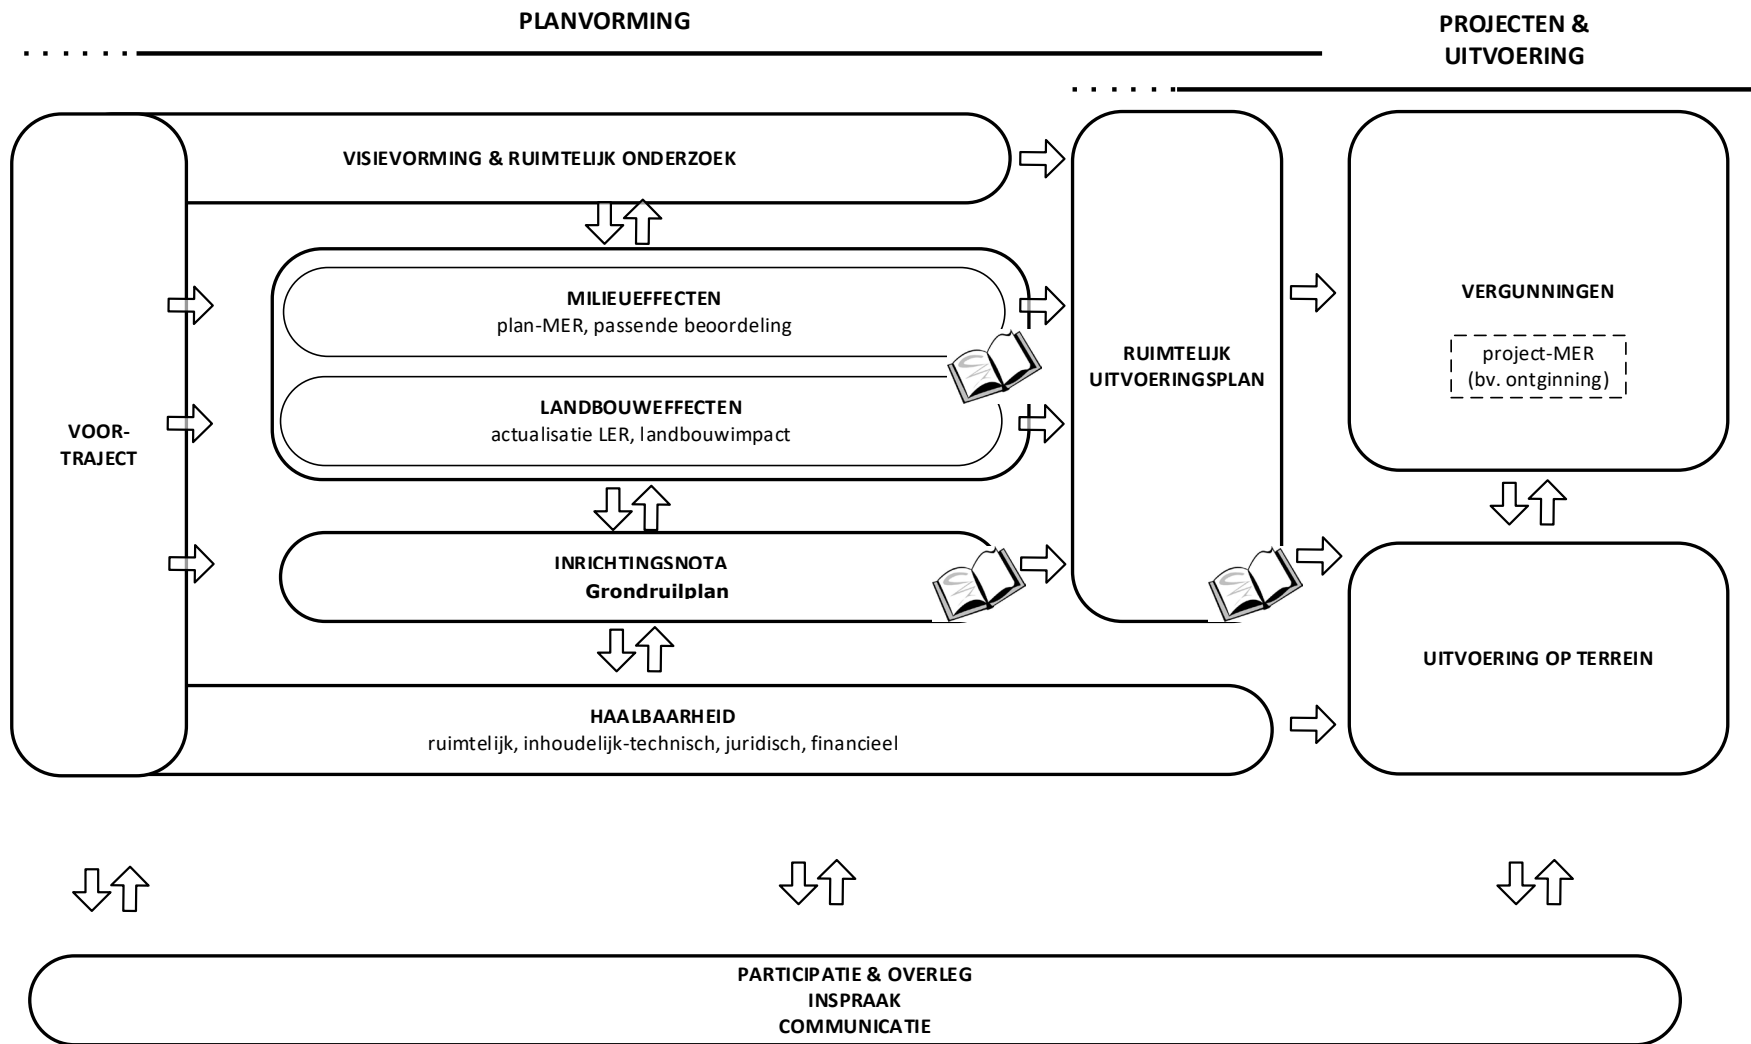 PLANVORMING
PROJECTEN &
UITVOERING
VISIEVORMING & RUIMTELIJK ONDERZOEK
MILIEUEFFECTEN
plan-MER, passende beoordeling
LANDBOUWEFFECTEN
actualisatie LER, landbouwimpact
VOOR-
TRAJECT
INRICHTINGSNOTA
Grondruilplan
HAALBAARHEID
ruimtelijk, inhoudelijk-technisch, juridisch, financieel
RUIMTELIJK
UITVOERINGSPLAN
VERGUNNINGEN
project-MER
(bv. ontginning)
UITVOERING OP TERREIN
PARTICIPATIE & OVERLEG
INSPRAAK
COMMUNICATIE